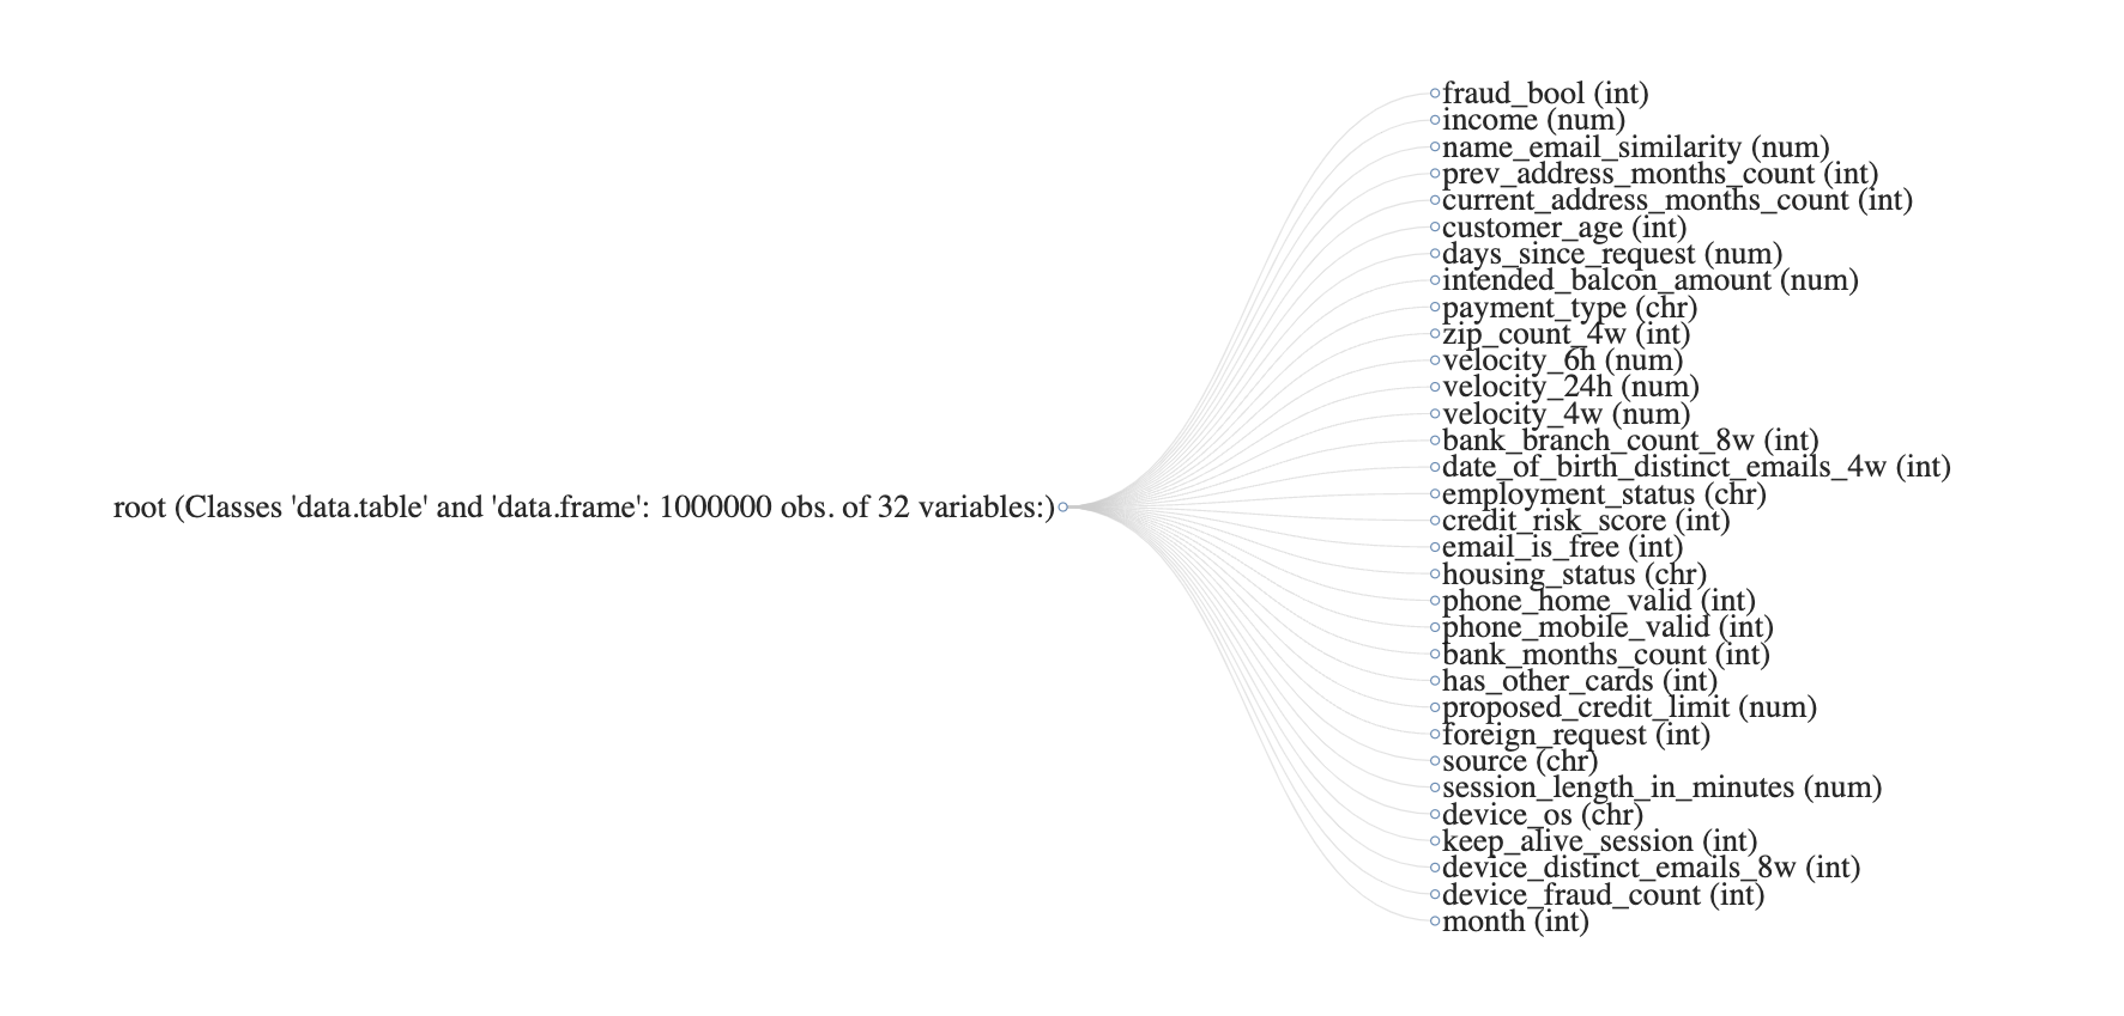 root (Classes 'data.table' and 'data.frame': 1000000 obs. of 32 variables:)
fraud_bool (int)
income (num)
name_email_similarity (num)
prev_address_months_count (int)
current_address_months_count (int)
customer_age (int)
days_since_request (num)
intended_balcon_amount (num)
payment_type (chr)
zip_count_4w (int)
velocity_6h (num)
velocity_24h (num)
velocity_4w (num)
bank_branch_count_8w (int)
date_of_birth_distinct_emails_4w (int)
employment_status (chr)
credit_risk_score (int)
email_is_free (int)
housing_status (chr)
phone_home_valid (int)
phone_mobile_valid (int)
bank_months_count (int)
has_other_cards (int)
proposed_credit_limit (num)
foreign_request (int)
source (chr)
session_length_in_minutes (num)
device_os (chr)
keep_alive_session (int)
device_distinct_emails_8w (int)
device_fraud_count (int)
month (int)